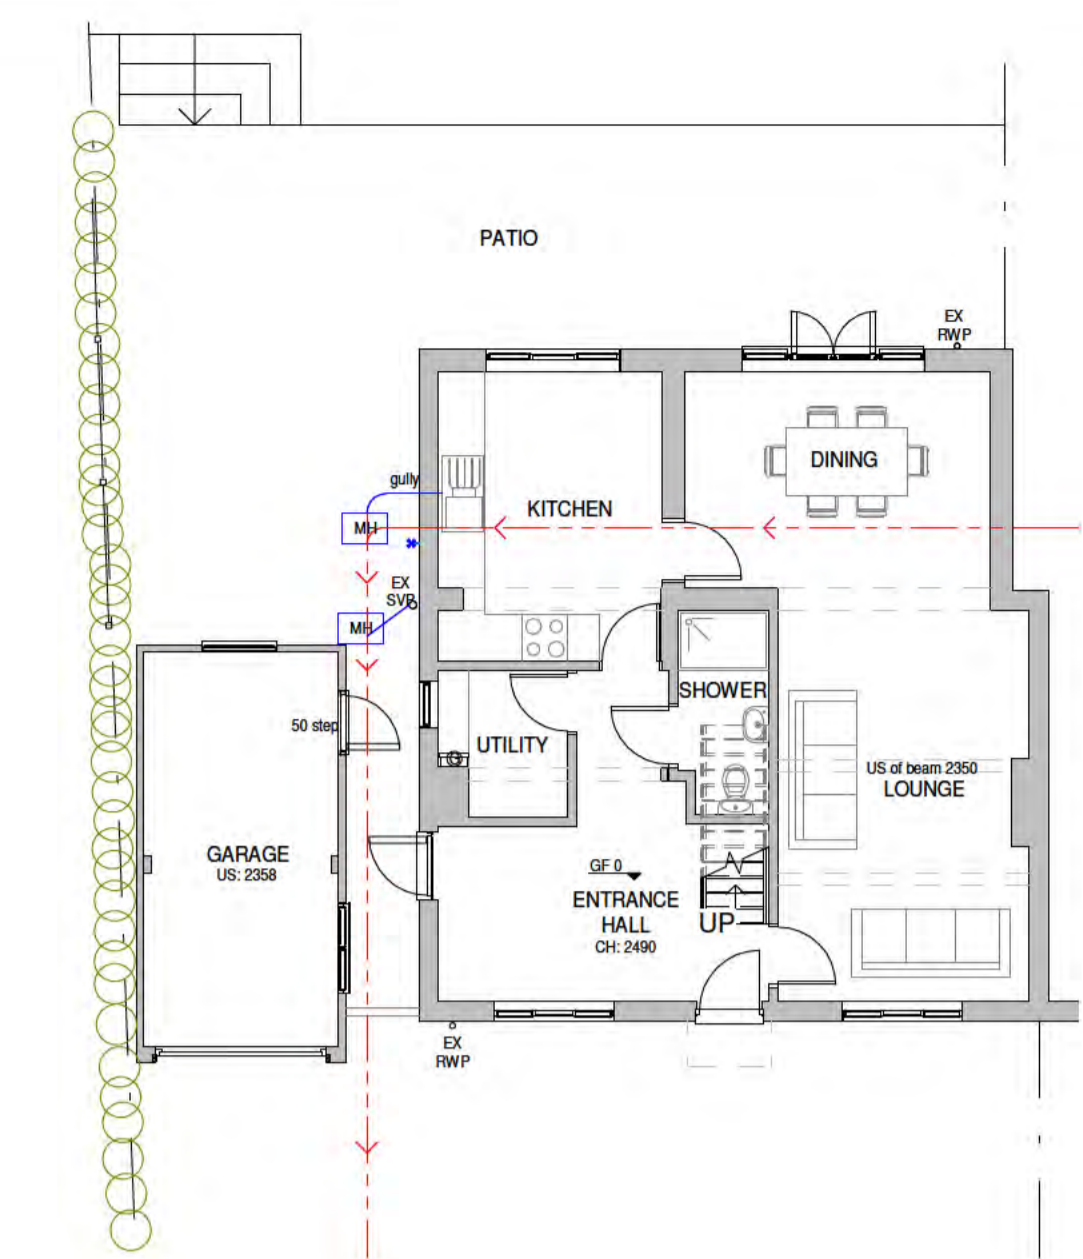 PATIO
EX
RWP
DINING
gully
KITCHEN
MH
EX
SVP
MH
SHOWER
50 step
UTILITY
US of beam 2350
LOUNGE
GARAGE
US: 2358
GF 0
ENTRANCE
HALL
CH: 2490
UP
EX
RWP